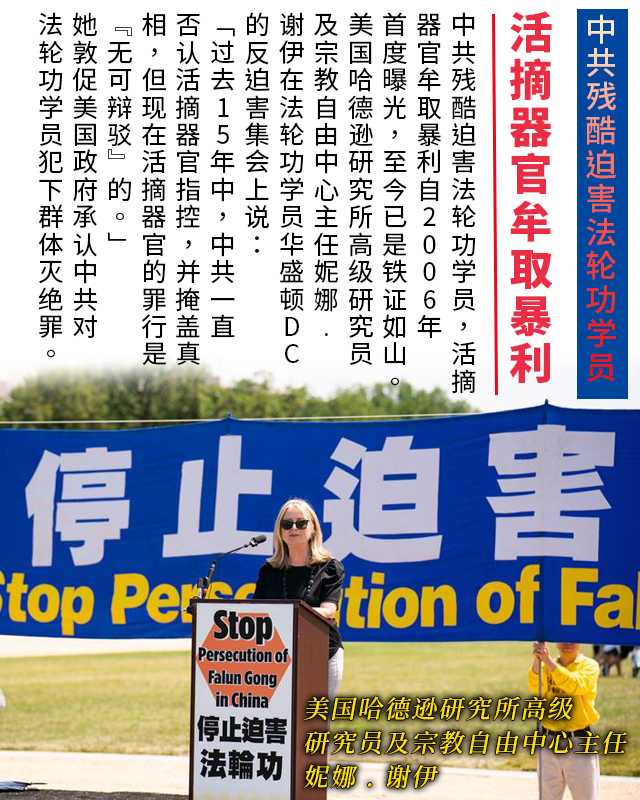 中共残酷迫害法轮功学员
活摘器官牟取暴利
中共残酷迫害法轮功学员，活摘
器官牟取暴利自2006年
首度曝光，至今已是铁证如山。
美国哈德逊研究所高级研究员
及宗教自由中心主任妮娜．
谢伊在法轮功学员华盛顿DC
的反迫害集会上说：
「过去15年中，中共一直
否认活摘器官指控，并掩盖真
相，但现在活摘器官的罪行是
『无可辩驳』的。」
她敦促美国政府承认中共对
法轮功学员犯下群体灭绝罪。
停止迫害
Stop Persecution of Falu
Stop
Persecution of
Falun Gong
in China
停止迫害
法輪功
美国哈德逊研究所高级
研究员及宗教自由中心主任
妮娜．谢伊